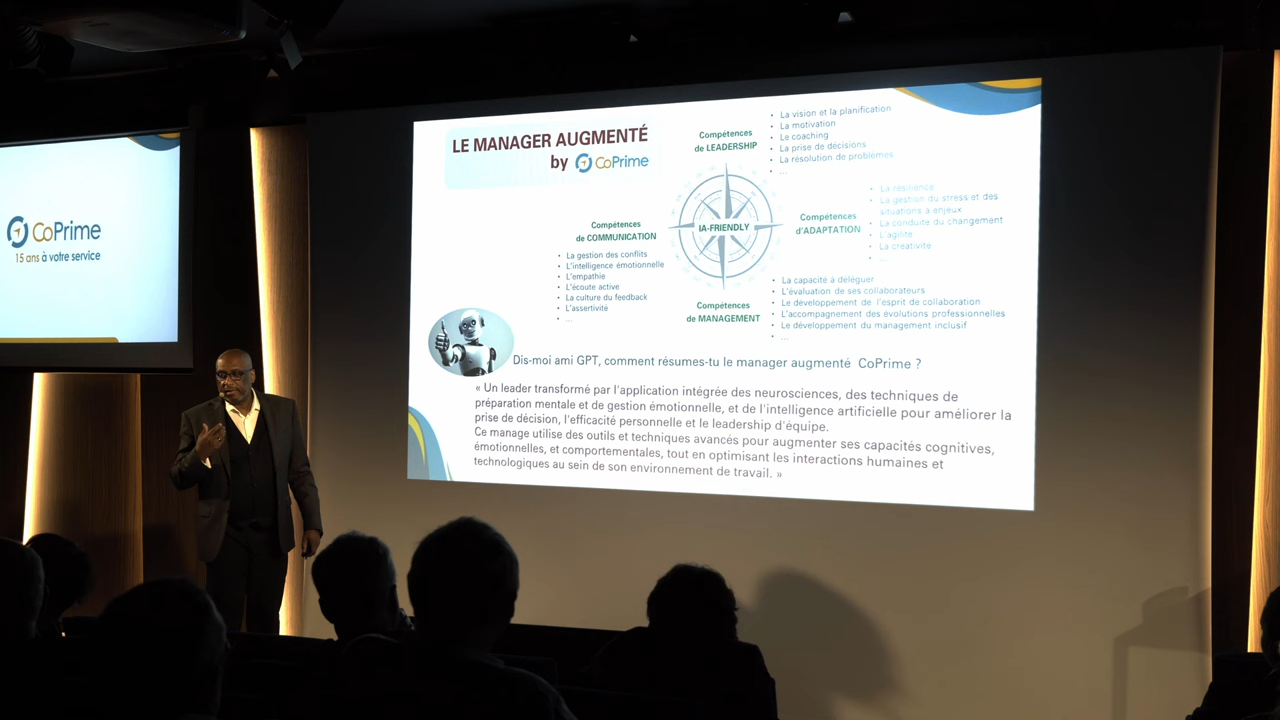 CoPrime
15 ans à votre service
LE MANAGER AUGMENTÉ
by CoPrime
Compétences
de LEADERSHIP
• La vision et la planification
• La motivation
• Le coaching
• La prise de décisions
• La résolution de problèmes
• ...
IA-FRIENDLY
Compétences
d'ADAPTATION
• La résilience
• La gestion du stress et des
situations à enjeux
• La conduite du changement
• L'agilité
• La créativité
• ...
Compétences
de COMMUNICATION
• La gestion des conflits
• L'intelligence émotionnelle
• L'empathie
• L'écoute active
• La culture du feedback
• L'assertivité
• ...
Compétences
de MANAGEMENT
• La capacité à déléguer
• L'évaluation de ses collaborateurs
• Le développement de l'esprit de collaboration
• L'accompagnement des évolutions professionnelles
• Le développement du management inclusif
• ...
Dis-moi ami GPT, comment résumes-tu le manager augmenté CoPrime ?
« Un leader transformé par l'application intégrée des neurosciences, des techniques de
préparation mentale et de gestion émotionnelle, et de l'intelligence artificielle pour améliorer la
prise de décision, l'efficacité personnelle et le leadership d'équipe.
Ce manage utilise des outils et techniques avancés pour augmenter ses capacités cognitives,
émotionnelles, et comportementales, tout en optimisant les interactions humaines et
technologiques au sein de son environnement de travail. »